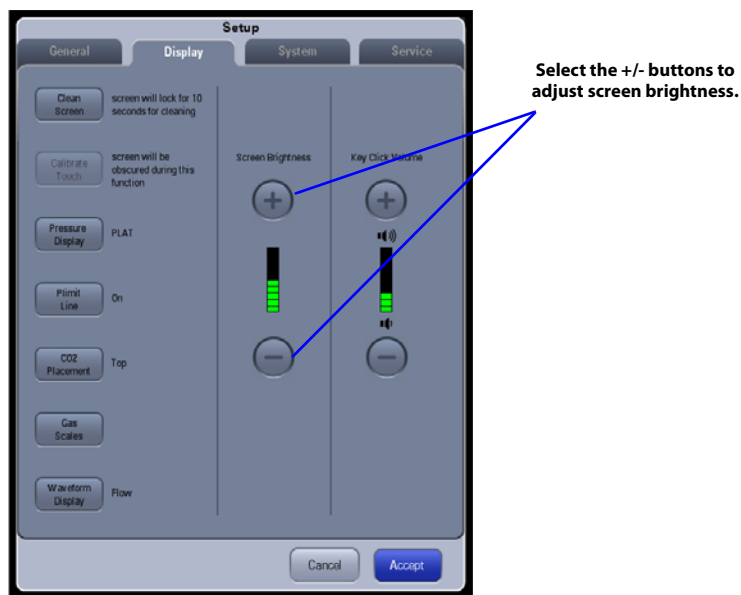 Setup
General
Display
System
Service
Select the +/- buttons to
adjust screen brightness.
Clean
Screen
screen will lock for 10
seconds for cleaning
Calibrate
Touch
screen will be
obscured during this
function
Screen Brightness
Key Click Volume
Pressure
Display
PLAT
Plimit
Line
On
CO2
Placement
Top
Gas
Scales
Waveform
Display
Flow
Cancel
Accept